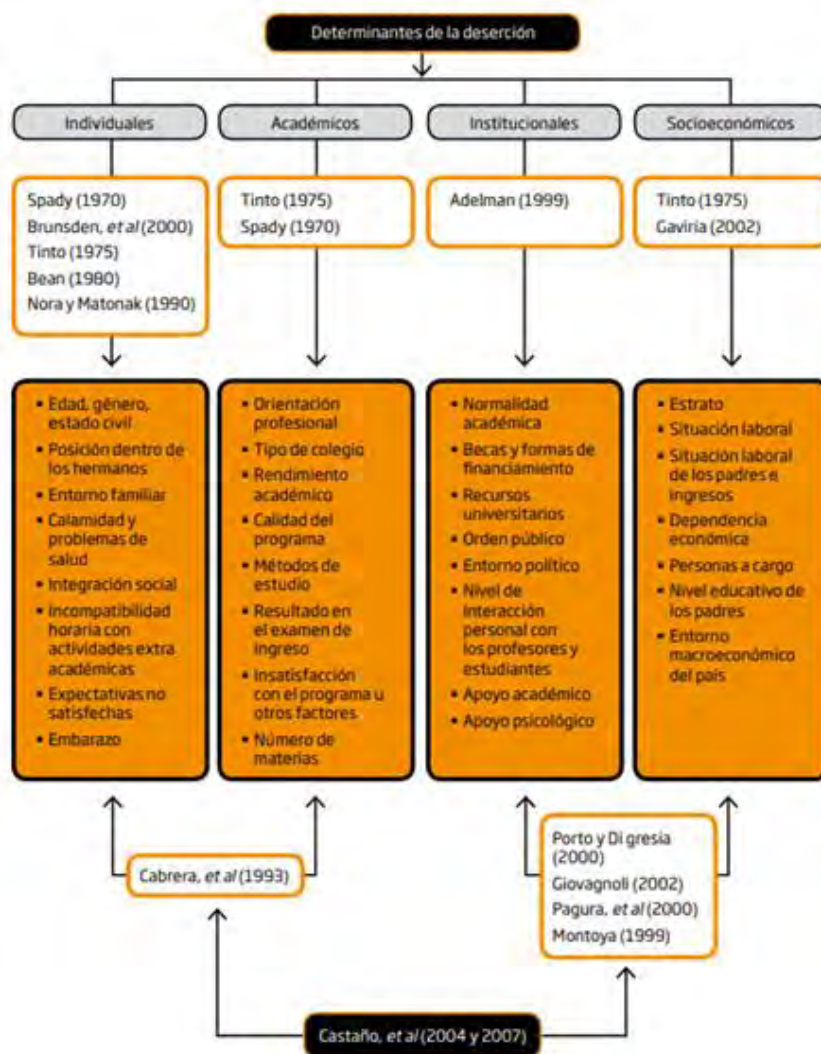 Determinantes de la deserción
Individuales
Académicos
Institucionales
Socioeconómicos
Spady (1970)
Brunsden, et al (2000)
Tinto (1975)
Bean (1980)
Nora y Matonak (1990)
Tinto (1975)
Spady (1970)
Adelman (1999)
Tinto (1975)
Gaviria (2002)
▪ Edad, género,
estado civil
▪ Posición dentro de
los hermanos
▪ Entorno familiar
▪ Calamidad y
problemas de
salud
▪ Integración social
▪ Incompatibilidad
horaria con
actividades extra
académicas
▪ Expectativas no
satisfechas
▪ Embarazo
▪ Orientación
profesional
▪ Tipo de colegio
▪ Rendimiento
académico
▪ Calidad del
programa
▪ Métodos de
estudio
▪ Resultado en
el examen de
ingreso
▪ Insatisfacción
con el programa u
otros factores
▪ Número de
materias
▪ Normalidad
académica
▪ Becas y formas de
financiamiento
▪ Recursos
universitarios
▪ Orden público
▪ Entorno político
▪ Nivel de
interacción
personal con
los profesores y
estudiantes
▪ Apoyo académico
▪ Apoyo psicológico
▪ Estrato
▪ Situación laboral
▪ Situación laboral
de los padres e
ingresos
▪ Dependencia
económica
▪ Personas a cargo
▪ Nivel educativo de
los padres
▪ Entorno
macroeconómico
del país
Cabrera, et al (1993)
Porto y Di gresia
(2000)
Giovagnoli (2002)
Pagura, et al (2000)
Montoya (1999)
Castaño, et al (2004 y 2007)